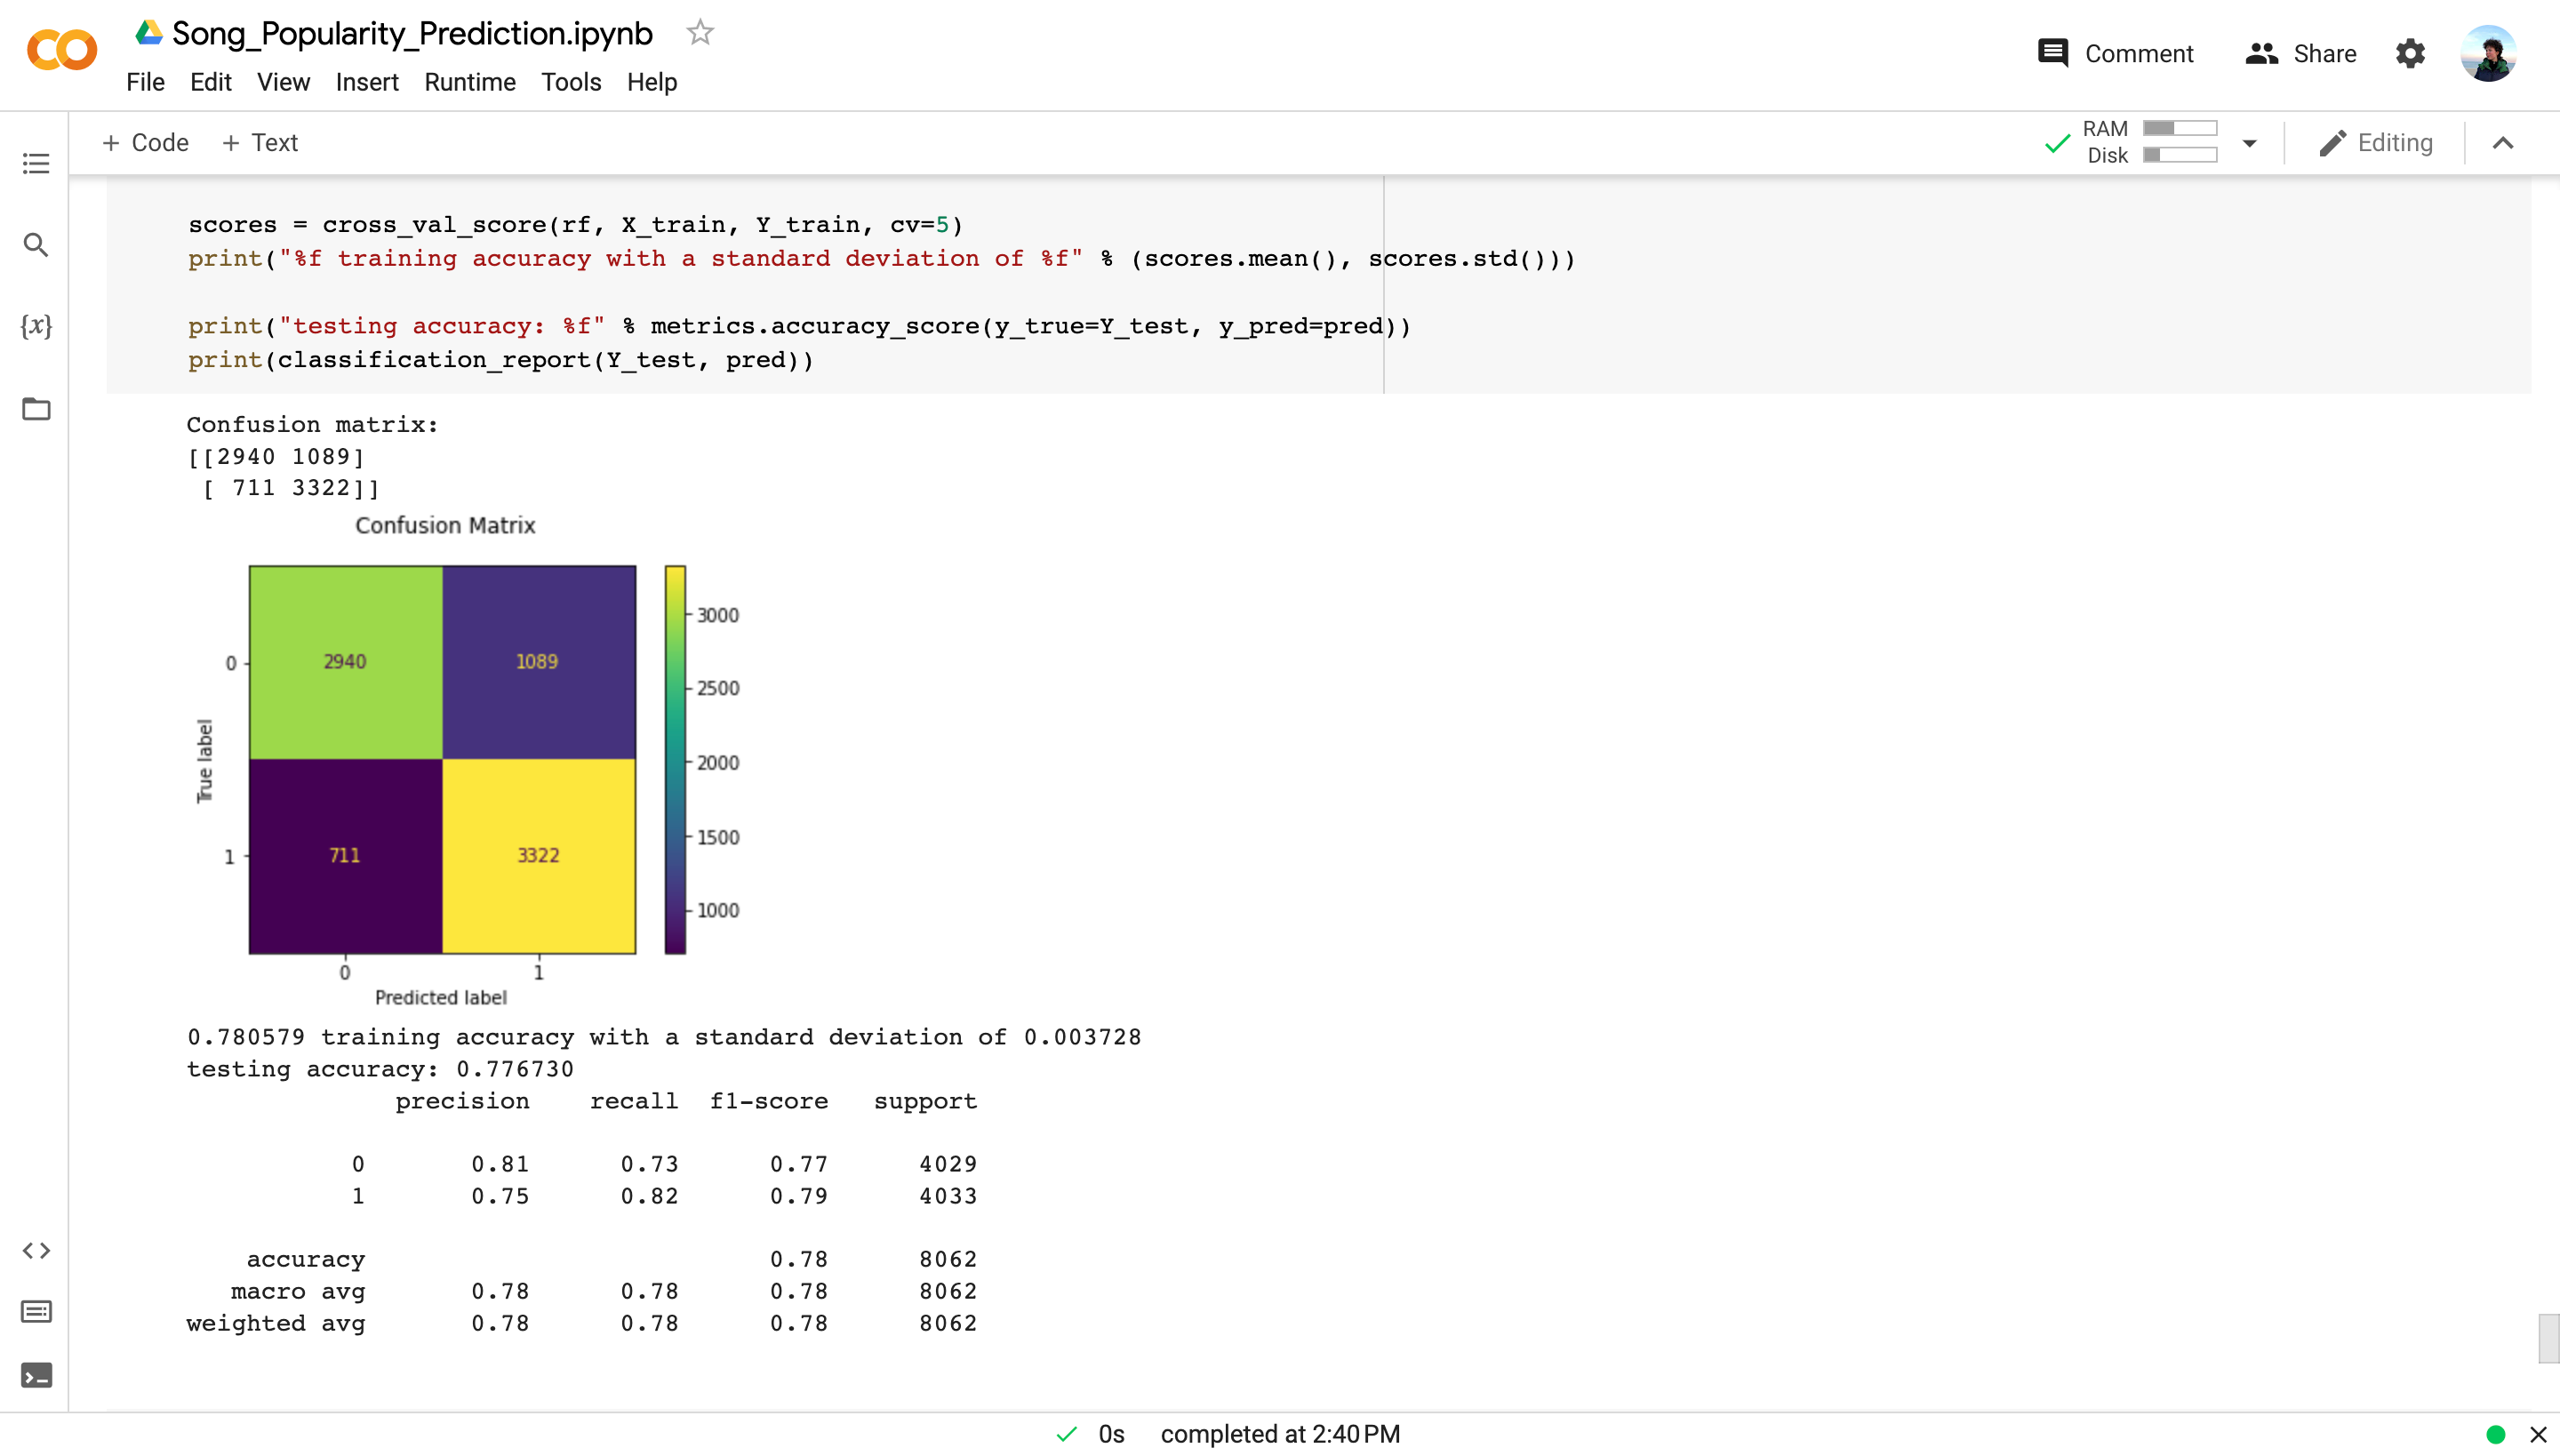 Song_Popularity_Prediction.ipynb
File Edit View Insert Runtime Tools Help
Comment Share
+ Code + Text
RAM
Disk
Editing
{x}
scores = cross_val_score(rf, X_train, Y_train, cv=5)
print("%f training accuracy with a standard deviation of %f" % (scores.mean(), scores.std()))
print("testing accuracy: %f" % metrics.accuracy_score(y_true=Y_test, y_pred=pred))
print(classification_report(Y_test, pred))
Confusion matrix:
[[2940 1089]
[ 711 3322]]
Confusion Matrix
3000
0 2940 1089
2500
2000
True label
1500
1 711 3322
1000
0 1
Predicted label
0.780579 training accuracy with a standard deviation of 0.003728
testing accuracy: 0.776730
precision recall f1-score support
0 0.81 0.73 0.77 4029
1 0.75 0.82 0.79 4033
accuracy 0.78 8062
macro avg 0.78 0.78 0.78 8062
weighted avg 0.78 0.78 0.78 8062
0s completed at 2:40 PM